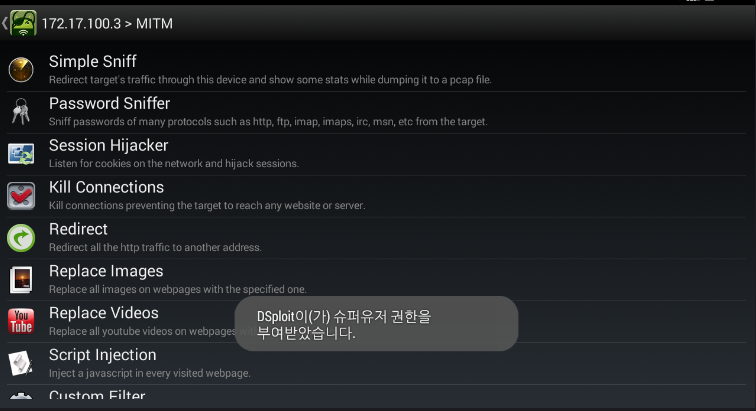 172.17.100.3 > MITM
Simple Sniff
Redirect target's traffic through this device and show some stats while dumping it to a pcap file.
Password Sniffer
Sniff passwords of many protocols such as http, ftp, imap, imaps, irc, msn, etc from the target.
Session Hijacker
Listen for cookies on the network and hijack sessions.
Kill Connections
Kill connections preventing the target to reach any website or server.
Redirect
Redirect all the http traffic to another address.
Replace Images
Replace all images on webpages with the specified one.
You
Tube
Replace Videos
Replace all youtube videos on webpages
DSploit이(가) 슈퍼유저 권한을
부여받았습니다.
Script Injection
Inject a javascript in every visited webpage.
Custom Filter